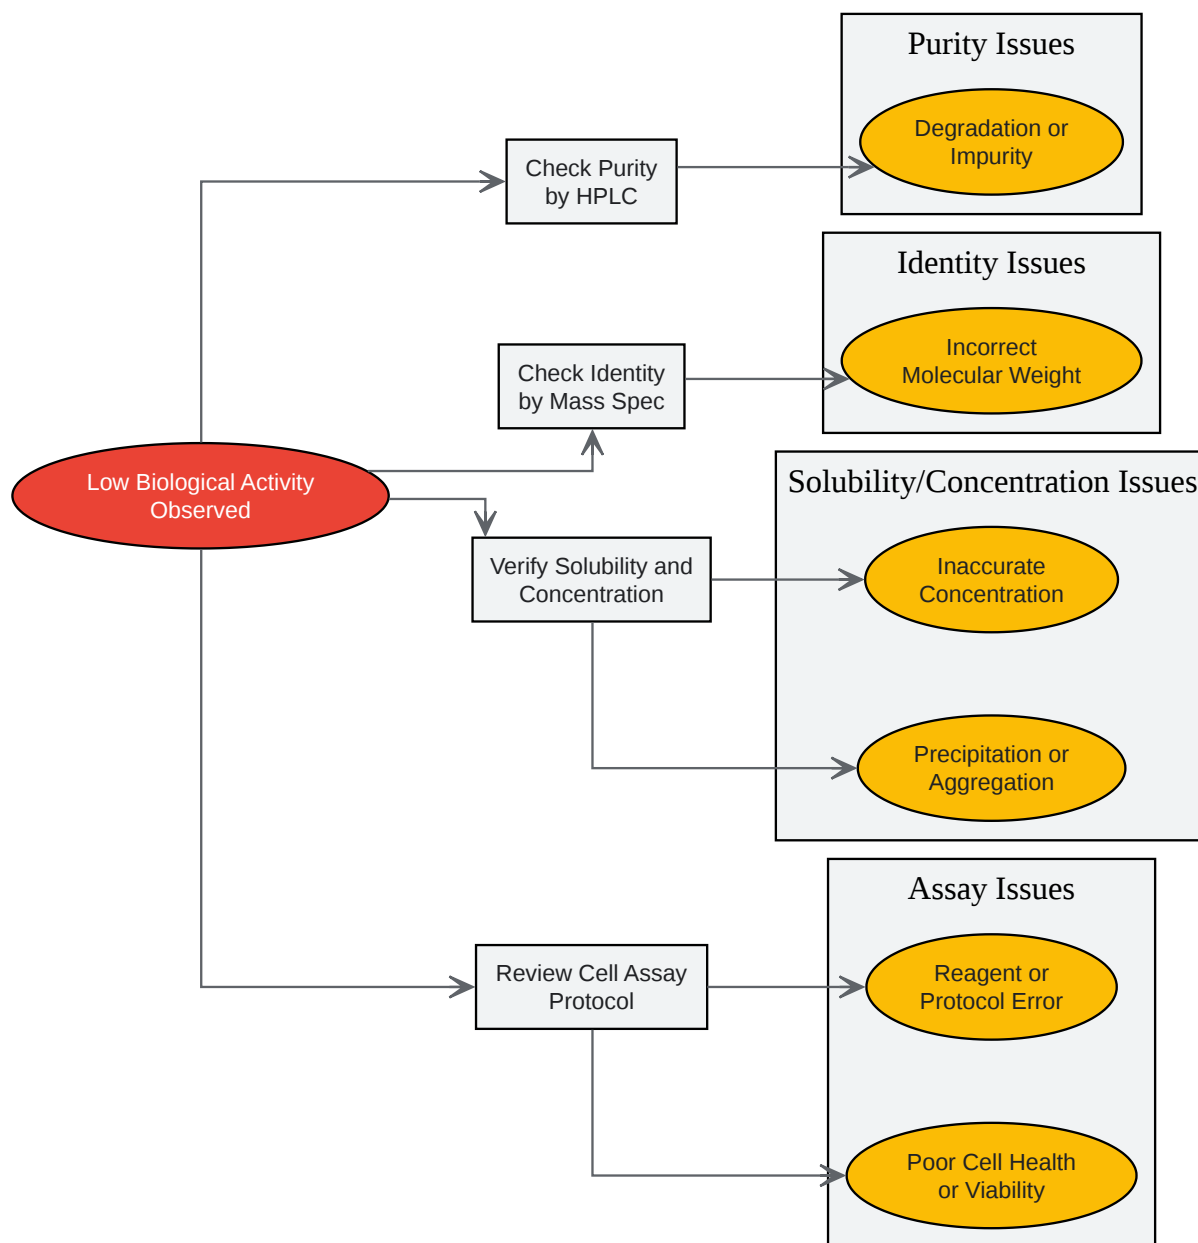 Purity Issues
Degradation or
Impurity
Check Purity
by HPLC
Identity Issues
Incorrect
Molecular Weight
Check Identity
by Mass Spec
Low Biological Activity
Observed
Solubility/Concentration Issues
Verify Solubility and
Concentration
Inaccurate
Concentration
Precipitation or
Aggregation
Assay Issues
Review Cell Assay
Protocol
Reagent or
Protocol Error
Poor Cell Health
or Viability